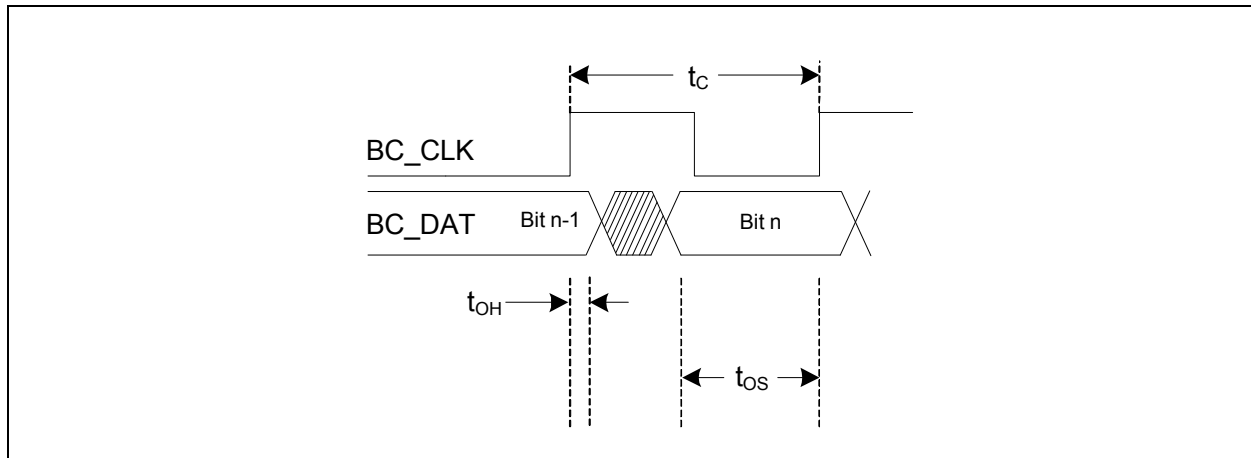 tC
BC_CLK
BC_DAT
Bit n-1
Bit n
tOH
tOS